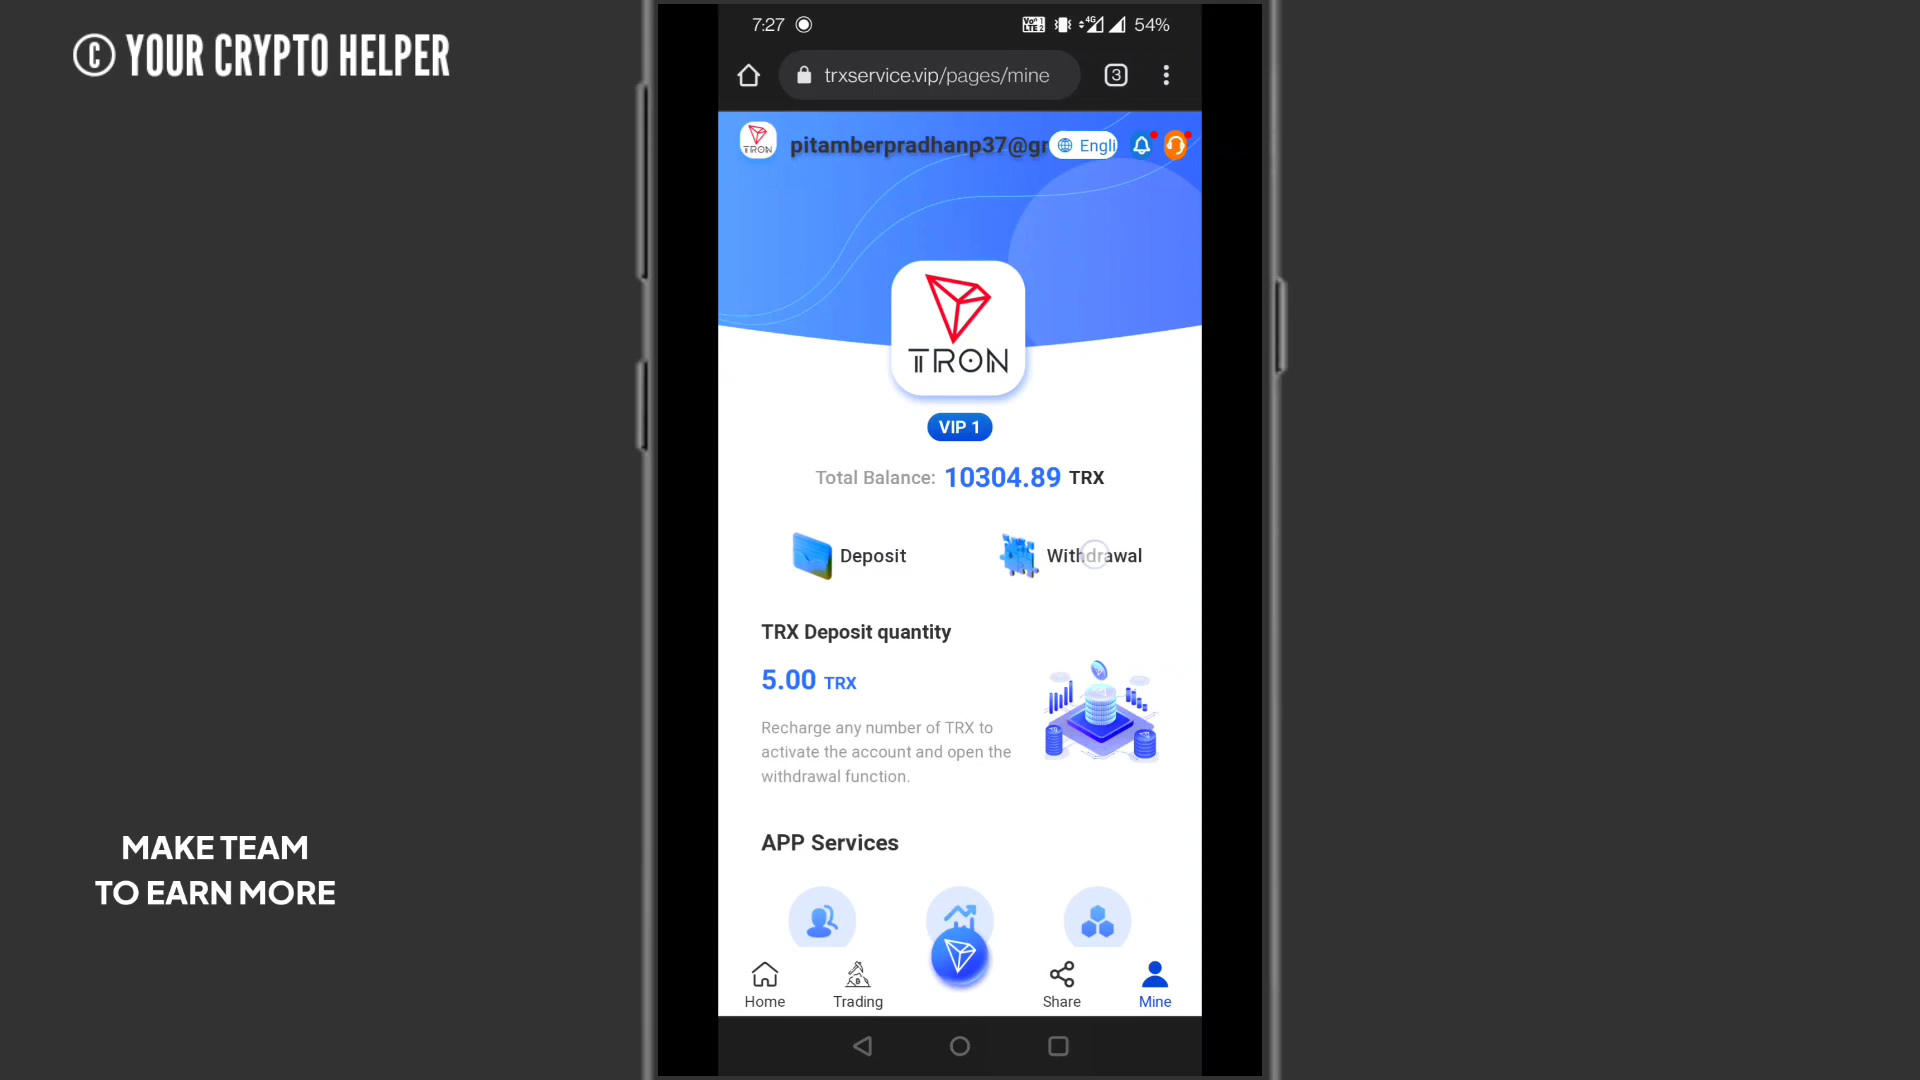 © YOUR CRYPTO HELPER
7:27
54%
4G
trxservice.vip/pages/mine
3
TRON
pitamberpradhanp37@gr
Engli
TRON
VIP 1
Total Balance: 10304.89 TRX
Deposit
Withdrawal
TRX Deposit quantity
5.00 TRX
Recharge any number of TRX to
activate the account and open the
withdrawal function.
APP Services
MAKE TEAM
TO EARN MORE
Home
Trading
Share
Mine